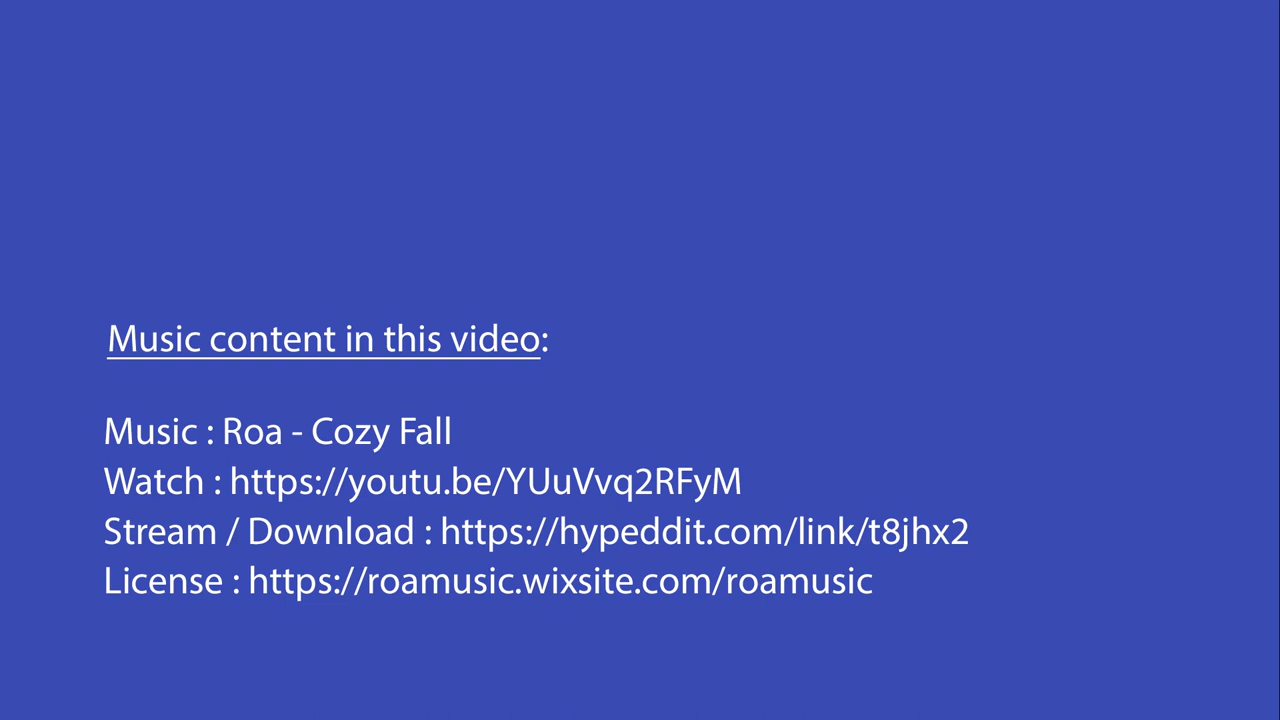 Music content in this video:
Music : Roa - Cozy Fall
Watch : https://youtu.be/YUuVvq2RFyM
Stream / Download : https://hypeddit.com/link/t8jhx2
License : https://roamusic.wixsite.com/roamusic